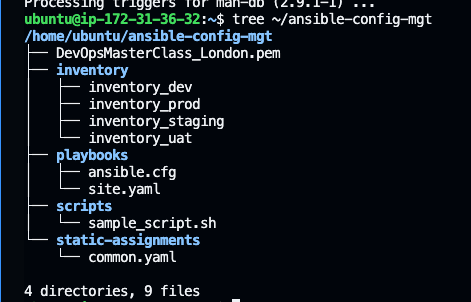 Processing triggers for man-db (2.9.1-1) ...
ubuntu@ip-172-31-36-32:~$ tree ~/ansible-config-mgt
/home/ubuntu/ansible-config-mgt
├── DevOpsMasterClass_London.pem
├── inventory
│   ├── inventory_dev
│   ├── inventory_prod
│   ├── inventory_staging
│   └── inventory_uat
├── playbooks
│   ├── ansible.cfg
│   └── site.yaml
├── scripts
│   └── sample_script.sh
└── static-assignments
    └── common.yaml

4 directories, 9 files